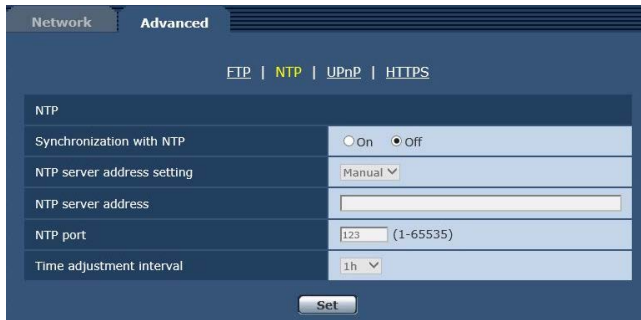 Network Advanced
FTP | NTP | UPnP | HTTPS
NTP
Synchronization with NTP On Off
NTP server address setting Manual
NTP server address
NTP port 123 (1-65535)
Time adjustment interval 1h
Set